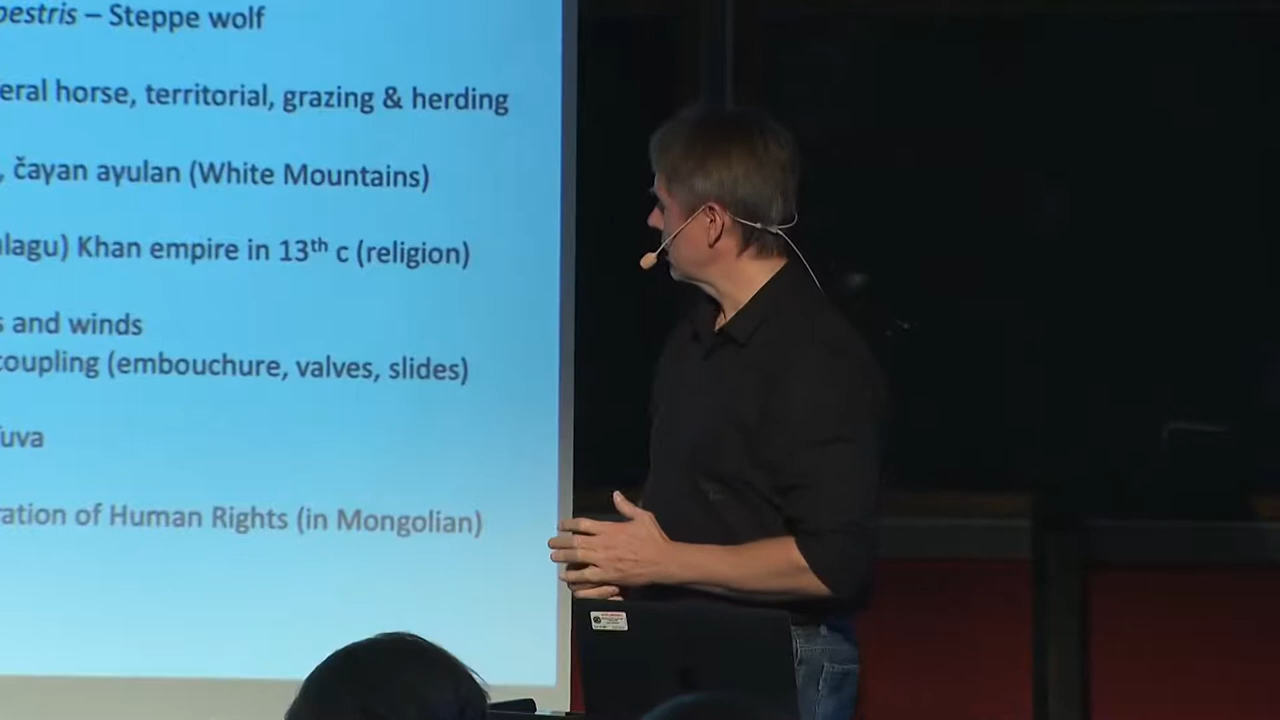 pestris – Steppe wolf
eral horse, territorial, grazing & herding
, čayan ayulan (White Mountains)
lagu) Khan empire in 13th c (religion)
s and winds
coupling (embouchure, valves, slides)
uva
ation of Human Rights (in Mongolian)